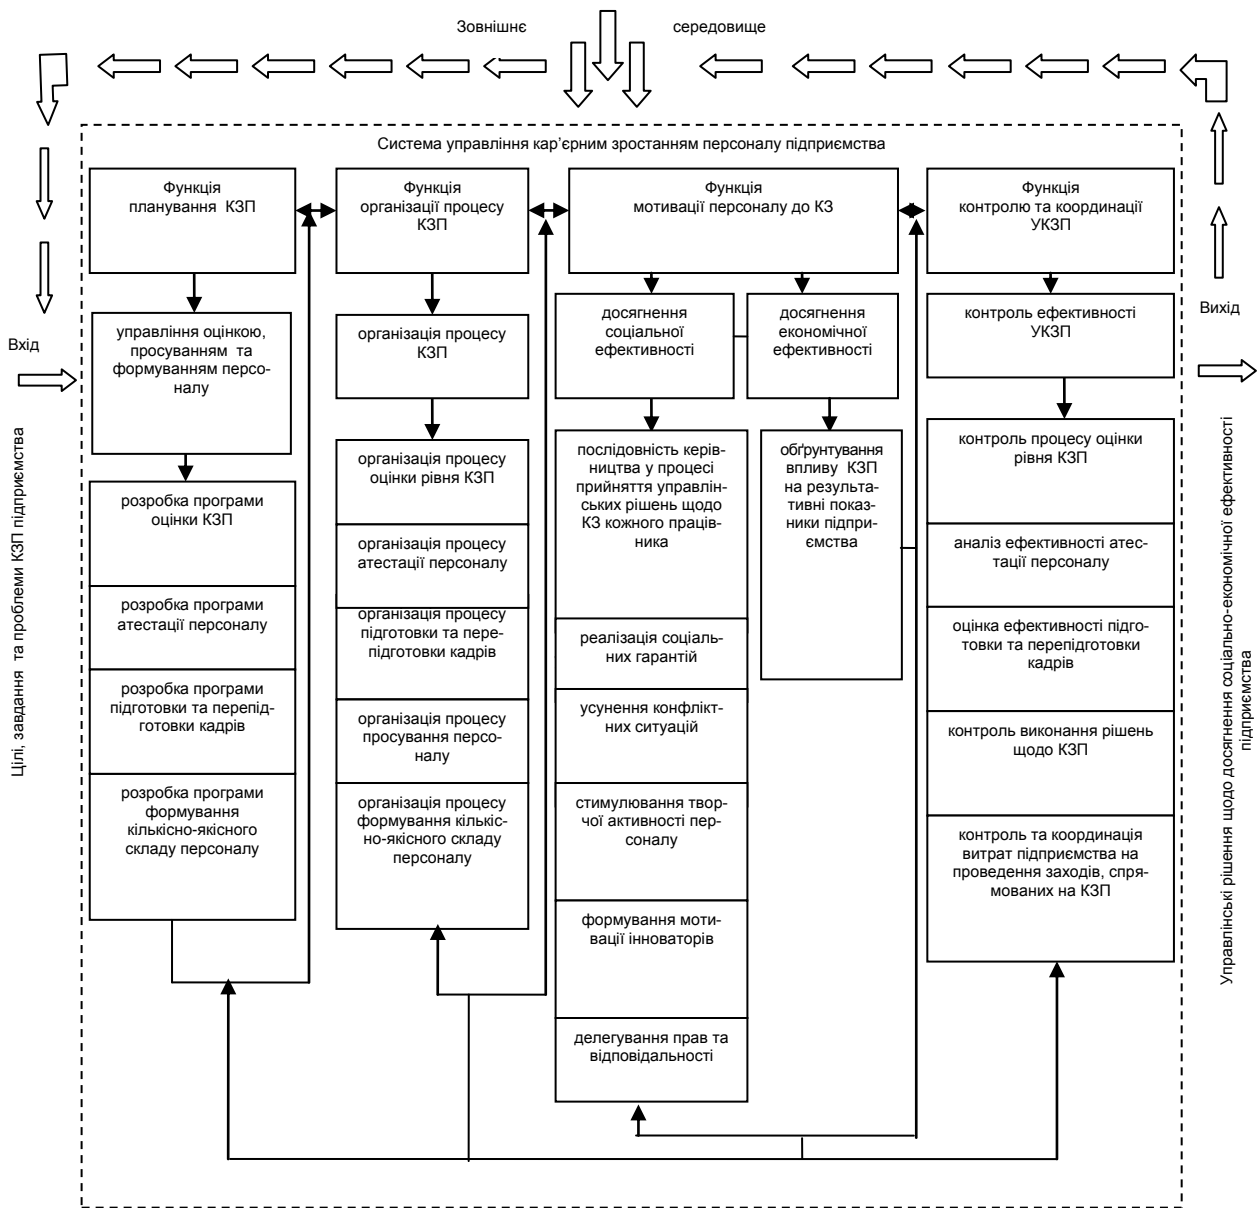 Зовнішнє середовище
Система управління кар’єрним зростанням персоналу підприємства
Вхід
Цілі, завдання та проблеми КЗП підприємства
Функція
планування КЗП
управління оцінкою,
просуванням та
формуванням персо-
налу
розробка програми
оцінки КЗП
розробка програми
атестації персоналу
розробка програми
підготовки та перепід-
готовки кадрів
розробка програми
формування
кількісно-якісного
складу персоналу
Функція
організації процесу
КЗП
організація процесу
КЗП
організація процесу
оцінки рівня КЗП
організація процесу
атестації персоналу
організація процесу
підготовки та пере-
підготовки кадрів
організація процесу
просування персо-
налу
організація процесу
формування кількіс-
но-якісного складу
персоналу
Функція
мотивації персоналу до КЗ
досягнення
соціальної
ефективності
досягнення
економічної
ефективності
послідовність керів-
ництва у процесі
прийняття управлін-
ських рішень щодо
КЗ кожного праців-
ника
реалізація соціаль-
них гарантій
усунення конфлікт-
них ситуацій
стимулювання твор-
чої активності пер-
соналу
формування моти-
вації інноваторів
делегування прав та
відповідальності
обґрунтування
впливу КЗП
на результа-
тивні показ-
ники підпри-
ємства
Функція
контролю та координації
УКЗП
контроль ефективності
УКЗП
контроль процесу оцінки
рівня КЗП
аналіз ефективності атес-
тації персоналу
оцінка ефективності підго-
товки та перепідготовки
кадрів
контроль виконання рішень
щодо КЗП
контроль та координація
витрат підприємства на
проведення заходів, спря-
мованих на КЗП
Вихід
Управлінські рішення щодо досягнення соціально-економічної ефективності
підприємства